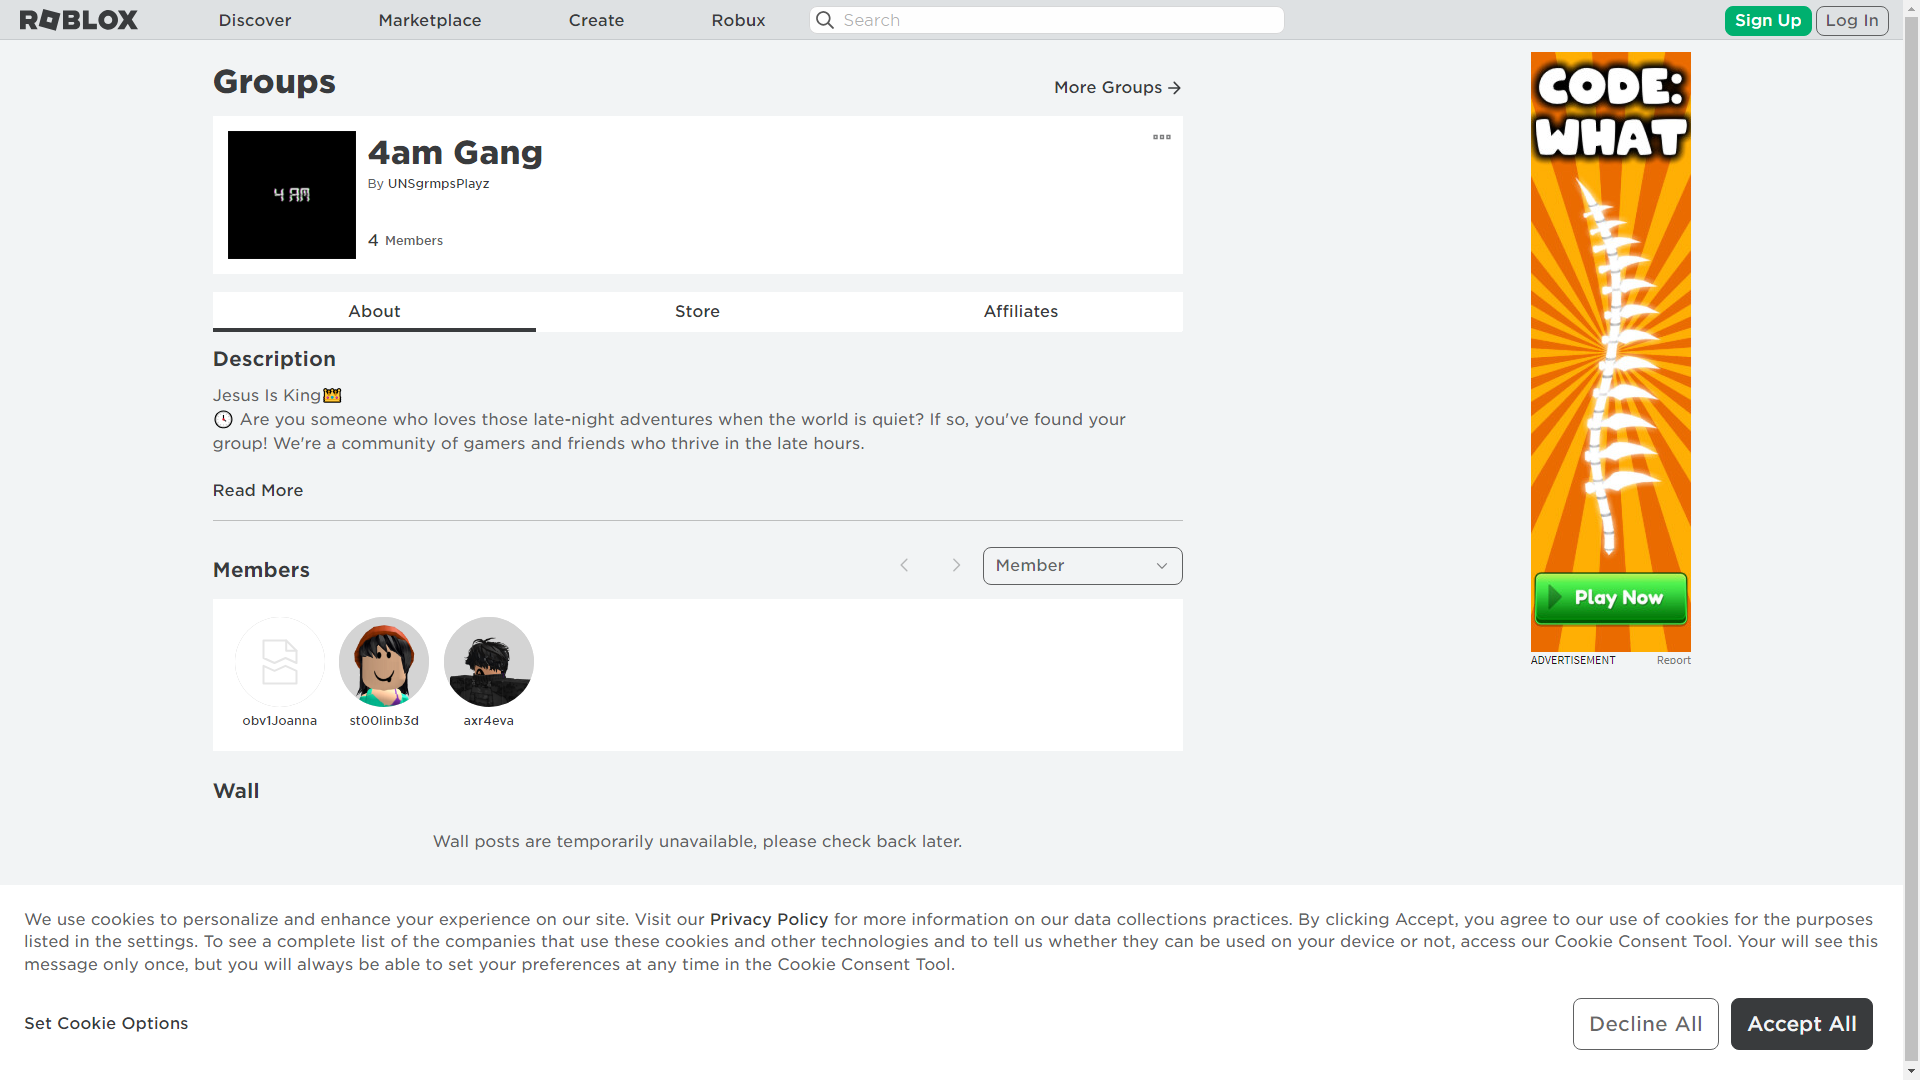 ROBLOX
Discover
Marketplace
Create
Robux
Search
Sign Up
Log In
Groups
More Groups
4 AM
4am Gang
By UNSgrmpsPlayz
4 Members
About
Store
Affiliates
Description
Jesus Is King👑
🕓 Are you someone who loves those late-night adventures when the world is quiet? If so, you've found your
group! We're a community of gamers and friends who thrive in the late hours.
Read More
Members
Member
obv1Joanna
st00linb3d
axr4eva
Wall
Wall posts are temporarily unavailable, please check back later.
CODE:
WHAT
Play Now
ADVERTISEMENT
Report
We use cookies to personalize and enhance your experience on our site. Visit our Privacy Policy for more information on our data collections practices. By clicking Accept, you agree to our use of cookies for the purposes
listed in the settings. To see a complete list of the companies that use these cookies and other technologies and to tell us whether they can be used on your device or not, access our Cookie Consent Tool. Your will see this
message only once, but you will always be able to set your preferences at any time in the Cookie Consent Tool.
Set Cookie Options
Decline All
Accept All